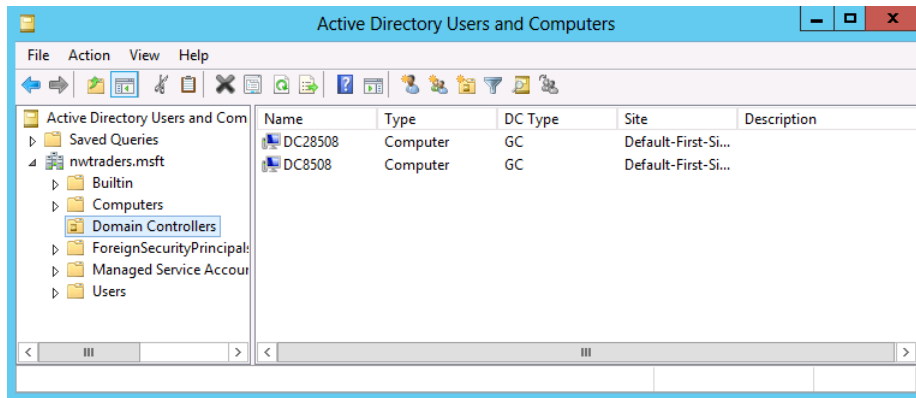 Active Directory Users and Computers
File Action View Help
Active Directory Users and Com
Saved Queries
nwtraders.msft
Builtin
Computers
Domain Controllers
ForeignSecurityPrincipals
Managed Service Accour
Users
Name Type DC Type Site Description
DC28508 Computer GC Default-First-Si...
DC8508 Computer GC Default-First-Si...